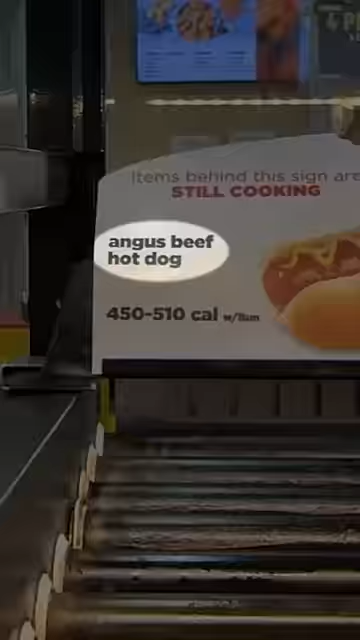 Items behind this sign are
STILL COOKING
angus beef
hot dog
450-510 cal w/bun